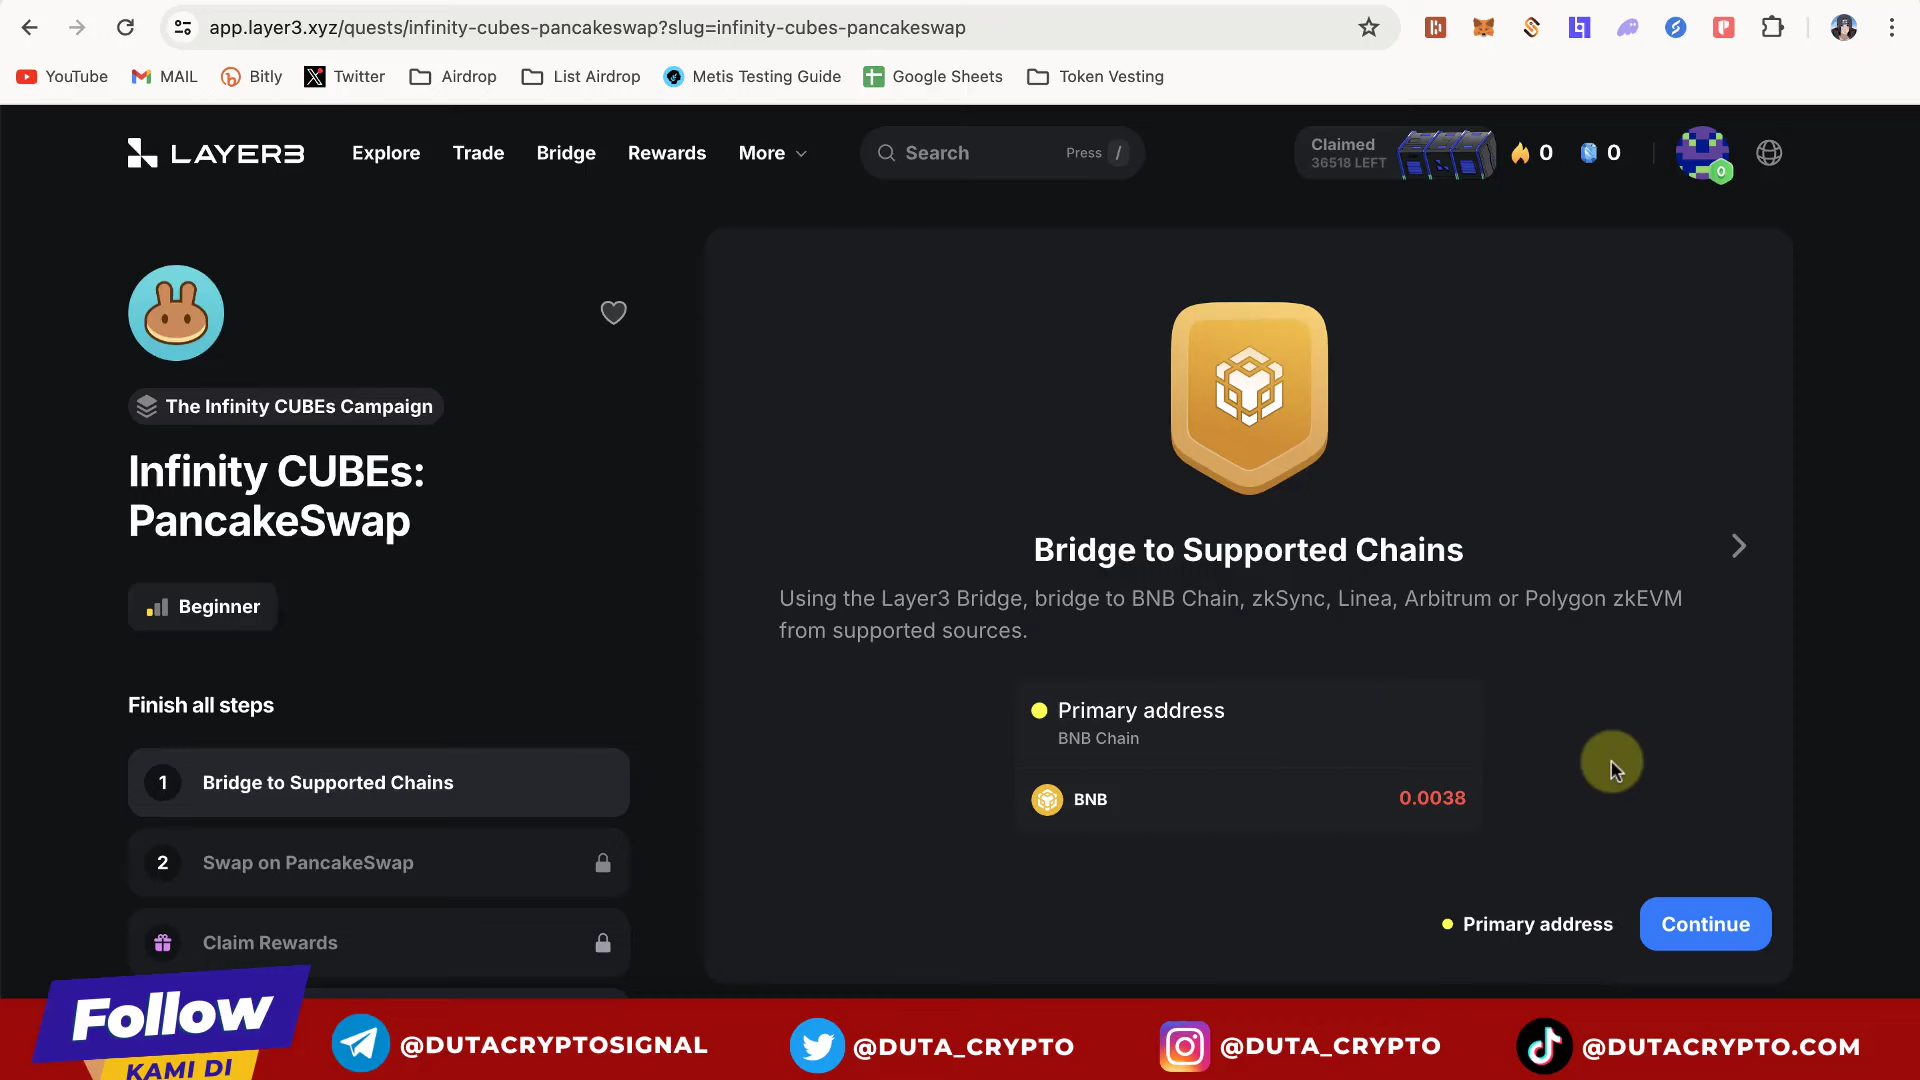 app.layer3.xyz/quests/infinity-cubes-pancakeswap?slug=infinity-cubes-pancakeswap
YouTube
MAIL
Bitly
Twitter
Airdrop
List Airdrop
Metis Testing Guide
Google Sheets
Token Vesting
LAYER3
Explore
Trade
Bridge
Rewards
More
Search
Press /
Claimed
36518 LEFT
0
0
0
The Infinity CUBEs Campaign
Infinity CUBEs:
PancakeSwap
Beginner
Finish all steps
1 Bridge to Supported Chains
2 Swap on PancakeSwap
Claim Rewards
Bridge to Supported Chains
Using the Layer3 Bridge, bridge to BNB Chain, zkSync, Linea, Arbitrum or Polygon zkEVM
from supported sources.
Primary address
BNB Chain
BNB 0.0038
Primary address
Continue
Follow
KAMI DI
@DUTACRYPTOSIGNAL
@DUTA_CRYPTO
@DUTA_CRYPTO
@DUTACRYPTO.COM